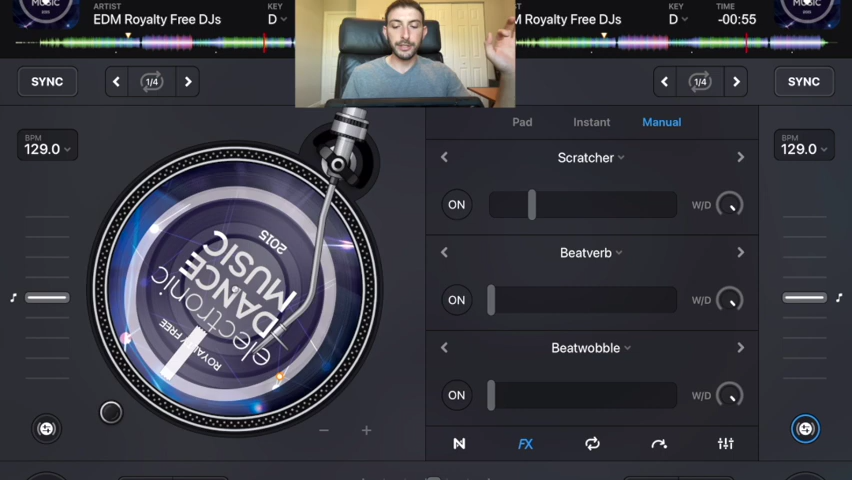 MUSIC
ARTIST
EDM Royalty Free DJs
KEY
D
M Royalty Free DJs
KEY
D
TIME
-00:55
SYNC
1/4
1/4
SYNC
BPM
129.0
Pad
Instant
Manual
BPM
129.0
Scratcher
ON
W/D
Beatverb
ON
W/D
Beatwobble
ON
W/D
FX
electronic
DANCE
MUSIC
2015
ROYALTY FREE